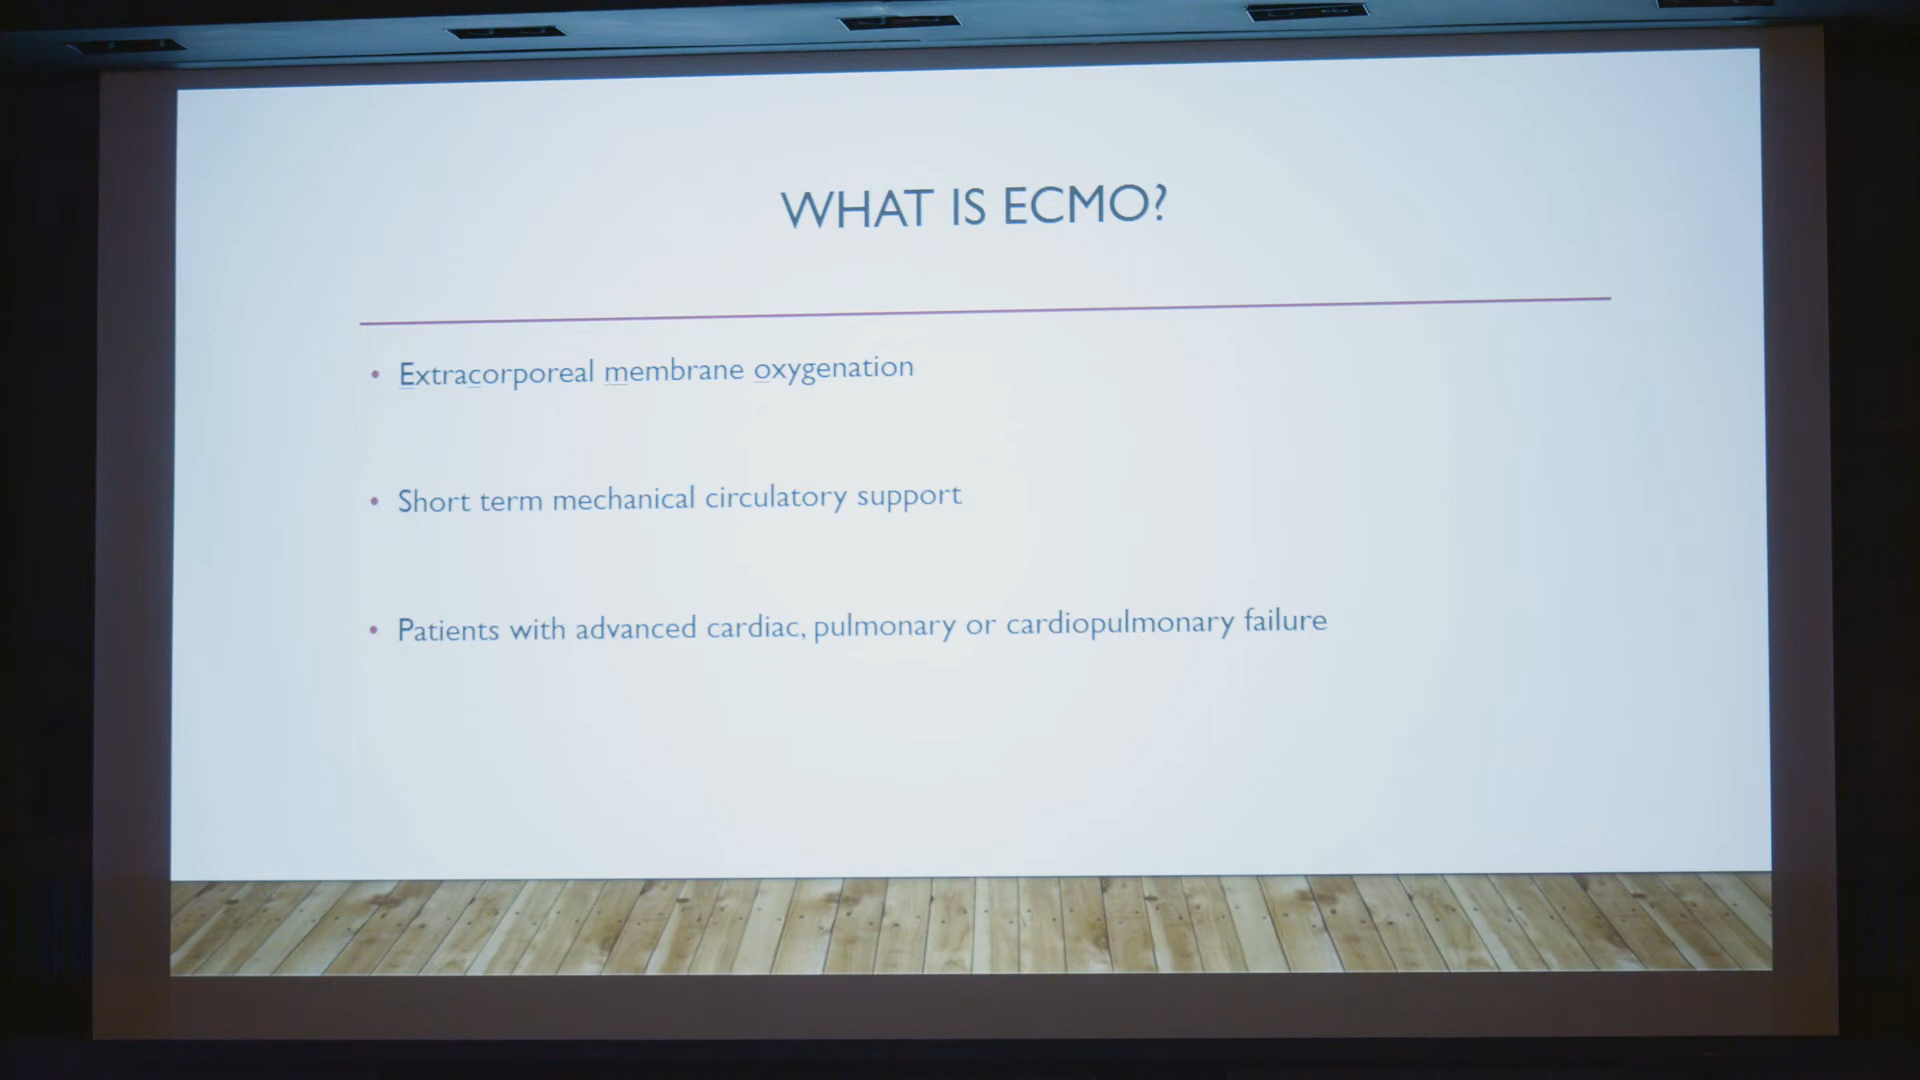 WHAT IS ECMO?
• Extracorporeal membrane oxygenation
• Short term mechanical circulatory support
• Patients with advanced cardiac, pulmonary or cardiopulmonary failure